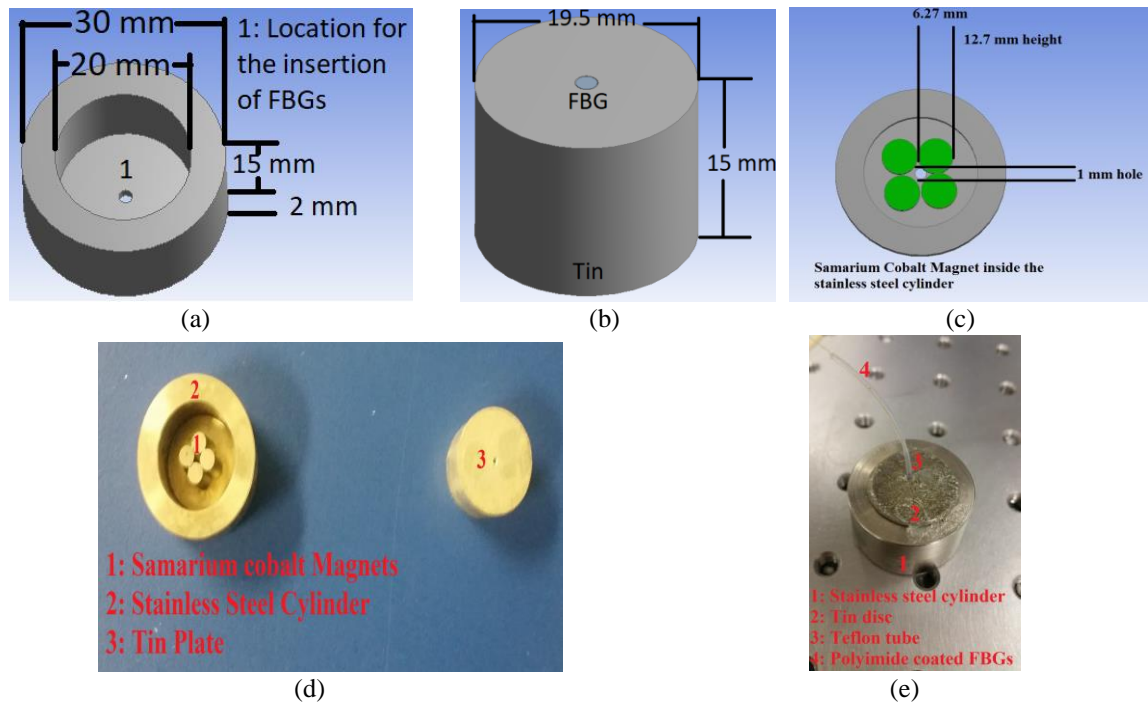 30 mm
20 mm
1: Location for
the insertion
of FBGs
1
15 mm
2 mm
(a)
19.5 mm
FBG
15 mm
Tin
(b)
6.27 mm
12.7 mm height
1 mm hole
Samarium Cobalt Magnet inside the
stainless steel cylinder
(c)
2
1
3
1: Samarium cobalt Magnets
2: Stainless Steel Cylinder
3: Tin Plate
(d)
4
3
2
1
1: Stainless steel cylinder
2: Tin disc
3: Teflon tube
4: Polyimide coated FBGs
(e)